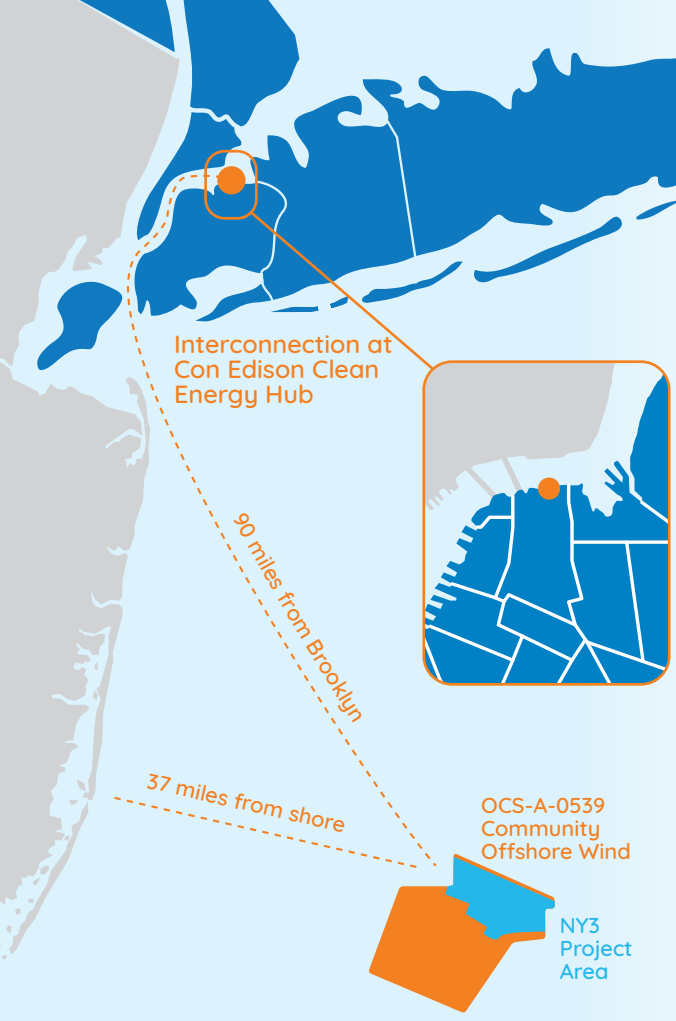 Interconnection at
Con Edison Clean
Energy Hub
90 miles from Brooklyn
37 miles from shore
OCS-A-0539
Community
Offshore Wind
NY3
Project
Area